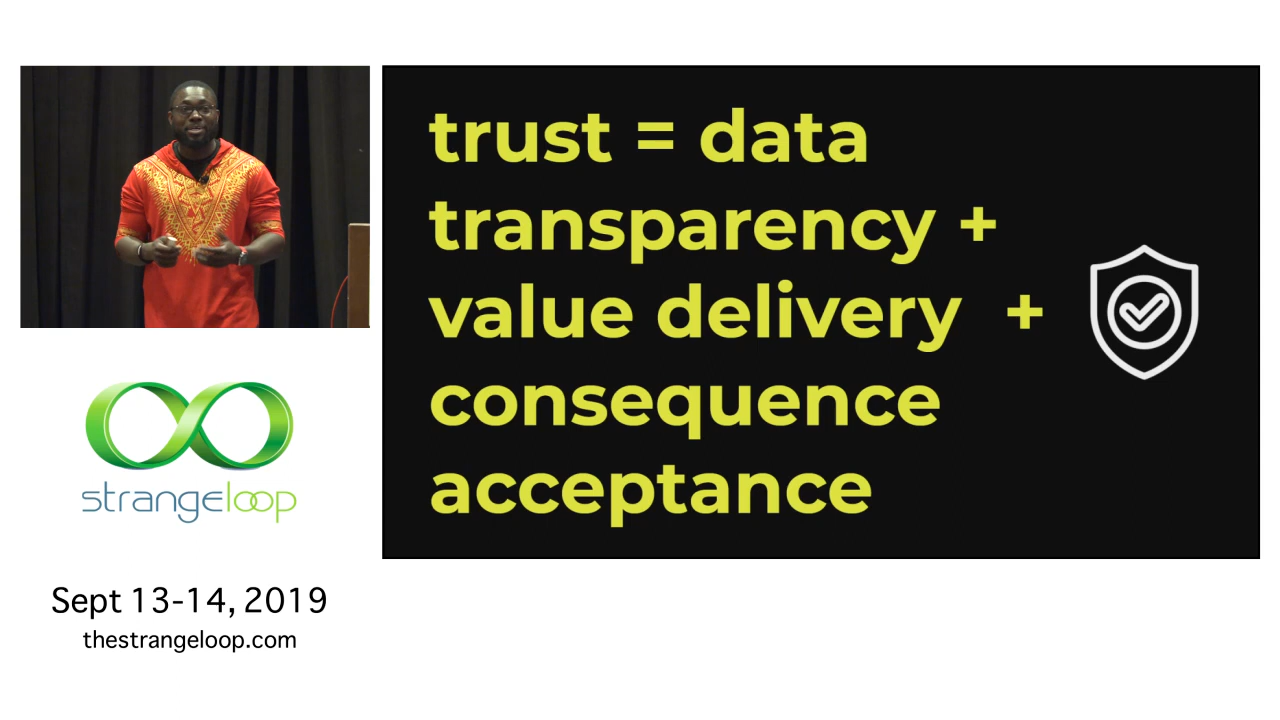 trust = data
transparency +
value delivery +
consequence
acceptance
strangeloop
Sept 13-14, 2019
thestrangeloop.com